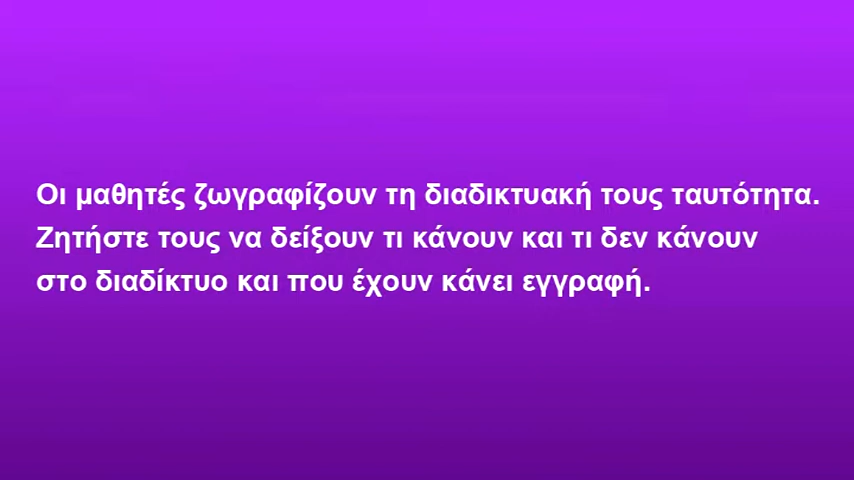 Οι μαθητές ζωγραφίζουν τη διαδικτυακή τους ταυτότητα.
Ζητήστε τους να δείξουν τι κάνουν και τι δεν κάνουν
στο διαδίκτυο και που έχουν κάνει εγγραφή.